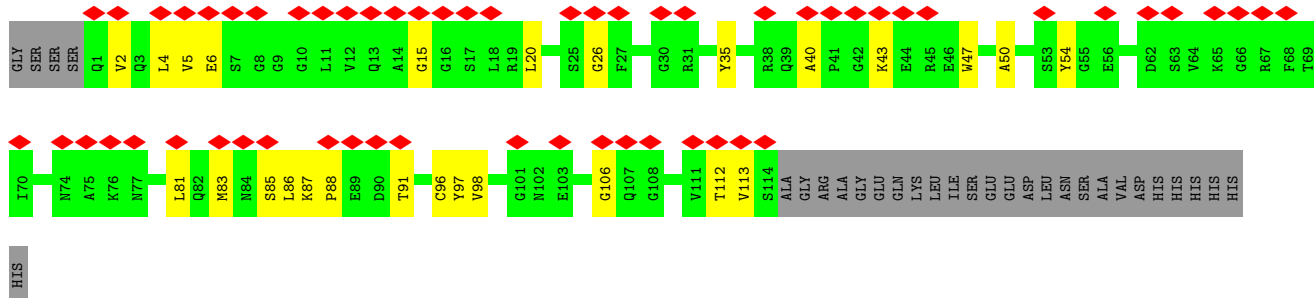 GLY SER SER SER Q1 V2 Q3 L4 V5 E6 S7 G8 G9 G10 L11 V12 Q13 A14 G15 G16 S17 L18 R19 L20 S25 G26 F27 G30 R31 Y35 R38 Q39 A40 P41 G42 K43 E44 R45 E46 W47 A50 S53 Y54 G55 E56 D62 S63 V64 K65 G66 R67 F68 T69
I70 N74 A75 K76 N77 L81 Q82 M83 N84 S85 L86 K87 P88 E89 D90 T91 C96 Y97 V98 G101 N102 E103 G106 Q107 G108 V111 T112 V113 S114 ALA GLY ARG ALA GLY GLU GLN LYS LEU ILE SER GLU GLU ASP LEU ASN SER ALA VAL ASP HIS HIS HIS HIS HIS
HIS